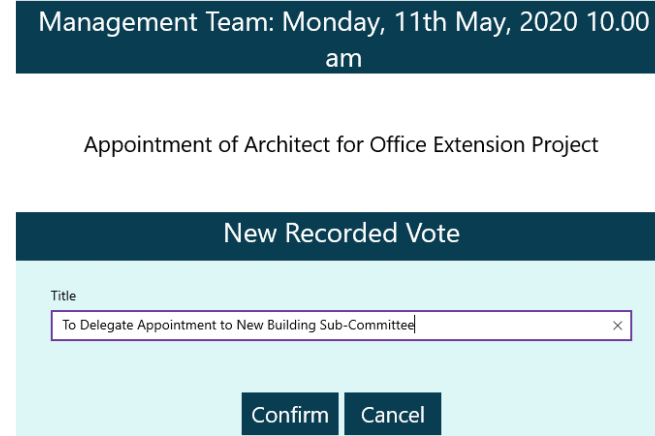 Management Team: Monday, 11th May, 2020 10.00
am
Appointment of Architect for Office Extension Project
New Recorded Vote
Title
To Delegate Appointment to New Building Sub-Committee
Confirm Cancel